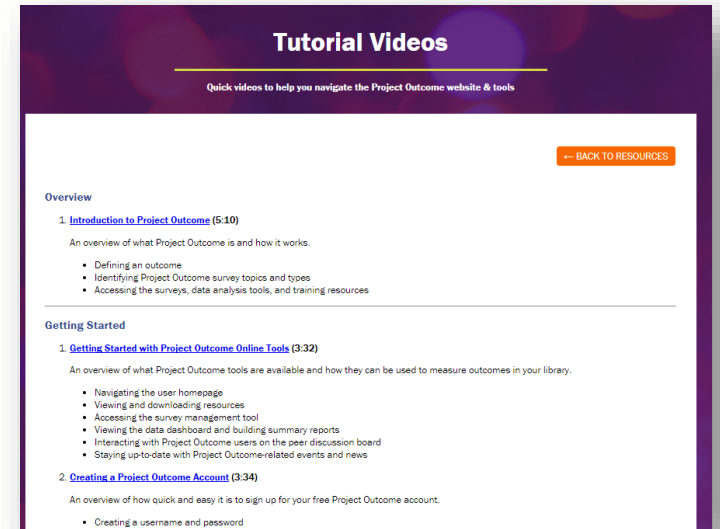 Tutorial Videos
Quick videos to help you navigate the Project Outcome website & tools
← BACK TO RESOURCES
Overview
1. Introduction to Project Outcome (5:10)
An overview of what Project Outcome is and how it works.
• Defining an outcome
• Identifying Project Outcome survey topics and types
• Accessing the surveys, data analysis tools, and training resources
Getting Started
1. Getting Started with Project Outcome Online Tools (3:32)
An overview of what Project Outcome tools are available and how they can be used to measure outcomes in your library.
• Navigating the user homepage
• Viewing and downloading resources
• Accessing the survey management tool
• Viewing the data dashboard and building summary reports
• Interacting with Project Outcome users on the peer discussion board
• Staying up-to-date with Project Outcome-related events and news
2. Creating a Project Outcome Account (3:34)
An overview of how quick and easy it is to sign up for your free Project Outcome account.
• Creating a username and password